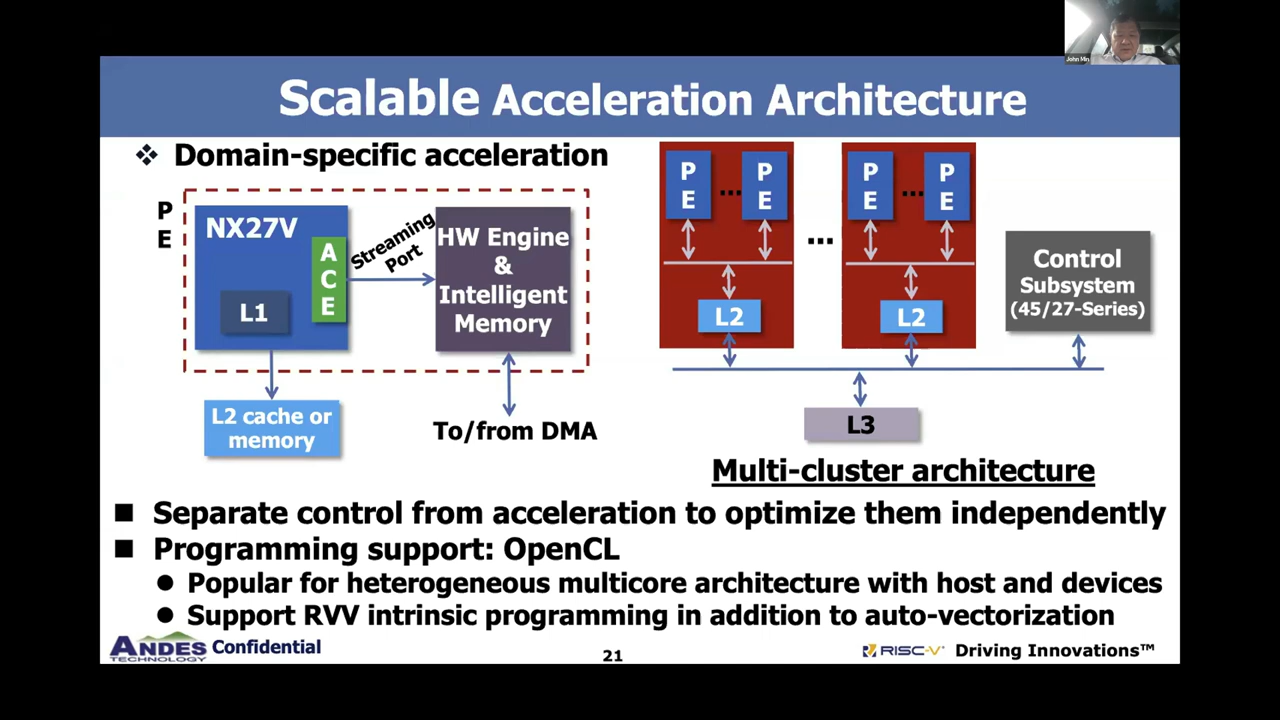 John Min
Scalable Acceleration Architecture
❖ Domain-specific acceleration
P
E
NX27V
A
C
E
L1
Streaming
Port
HW Engine
&
Intelligent
Memory
L2 cache or
memory
To/from DMA
P
E
...
P
E
L2
...
P
E
...
P
E
L2
Control
Subsystem
(45/27-Series)
L3
Multi-cluster architecture
■ Separate control from acceleration to optimize them independently
■ Programming support: OpenCL
● Popular for heterogeneous multicore architecture with host and devices
● Support RVV intrinsic programming in addition to auto-vectorization
ANDES
TECHNOLOGY
Confidential
21
RISC-V
Driving Innovations™